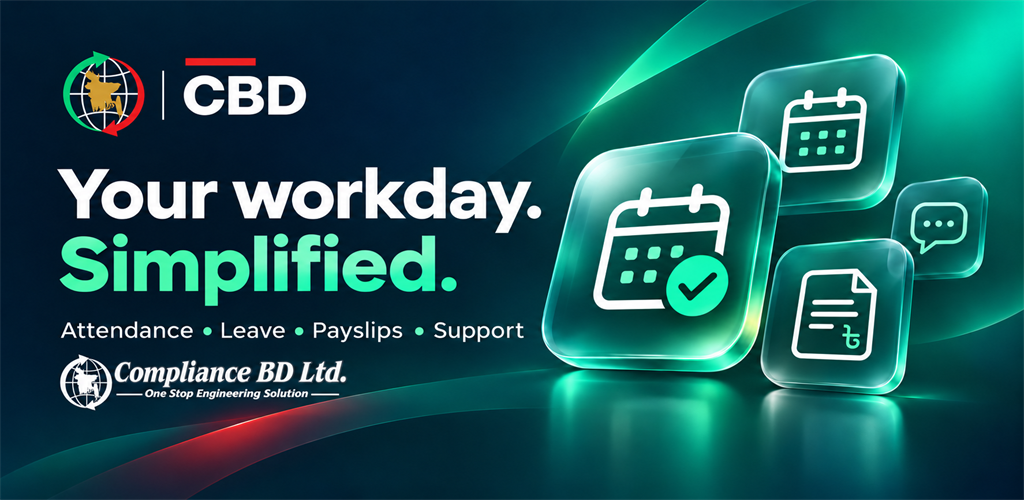 CBD
Your workday.
Simplified.
Attendance • Leave • Payslips • Support
Compliance BD Ltd.
One Stop Engineering Solution
৳